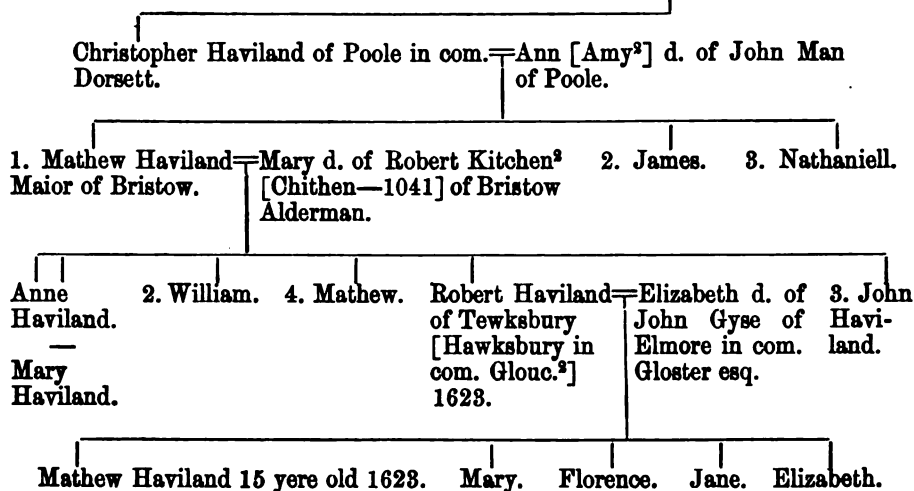 Christopher Haviland of Poole in com.=Ann [Amy²] d. of John Man
Dorsett. of Poole.
1. Mathew Haviland=Mary d. of Robert Kitchen² 2. James. 3. Nathaniell.
Maior of Bristow. [Chithen—1041] of Bristow
Alderman.
Anne 2. William. 4. Mathew. Robert Haviland=Elizabeth d. of 3. John
Haviland. of Tewksbury John Gyse of Havi-
— [Hawksbury in Elmore in com. land.
Mary com. Glouc.²] Gloster esq.
Haviland. 1623.
Mathew Haviland 15 yere old 1623. Mary. Florence. Jane. Elizabeth.